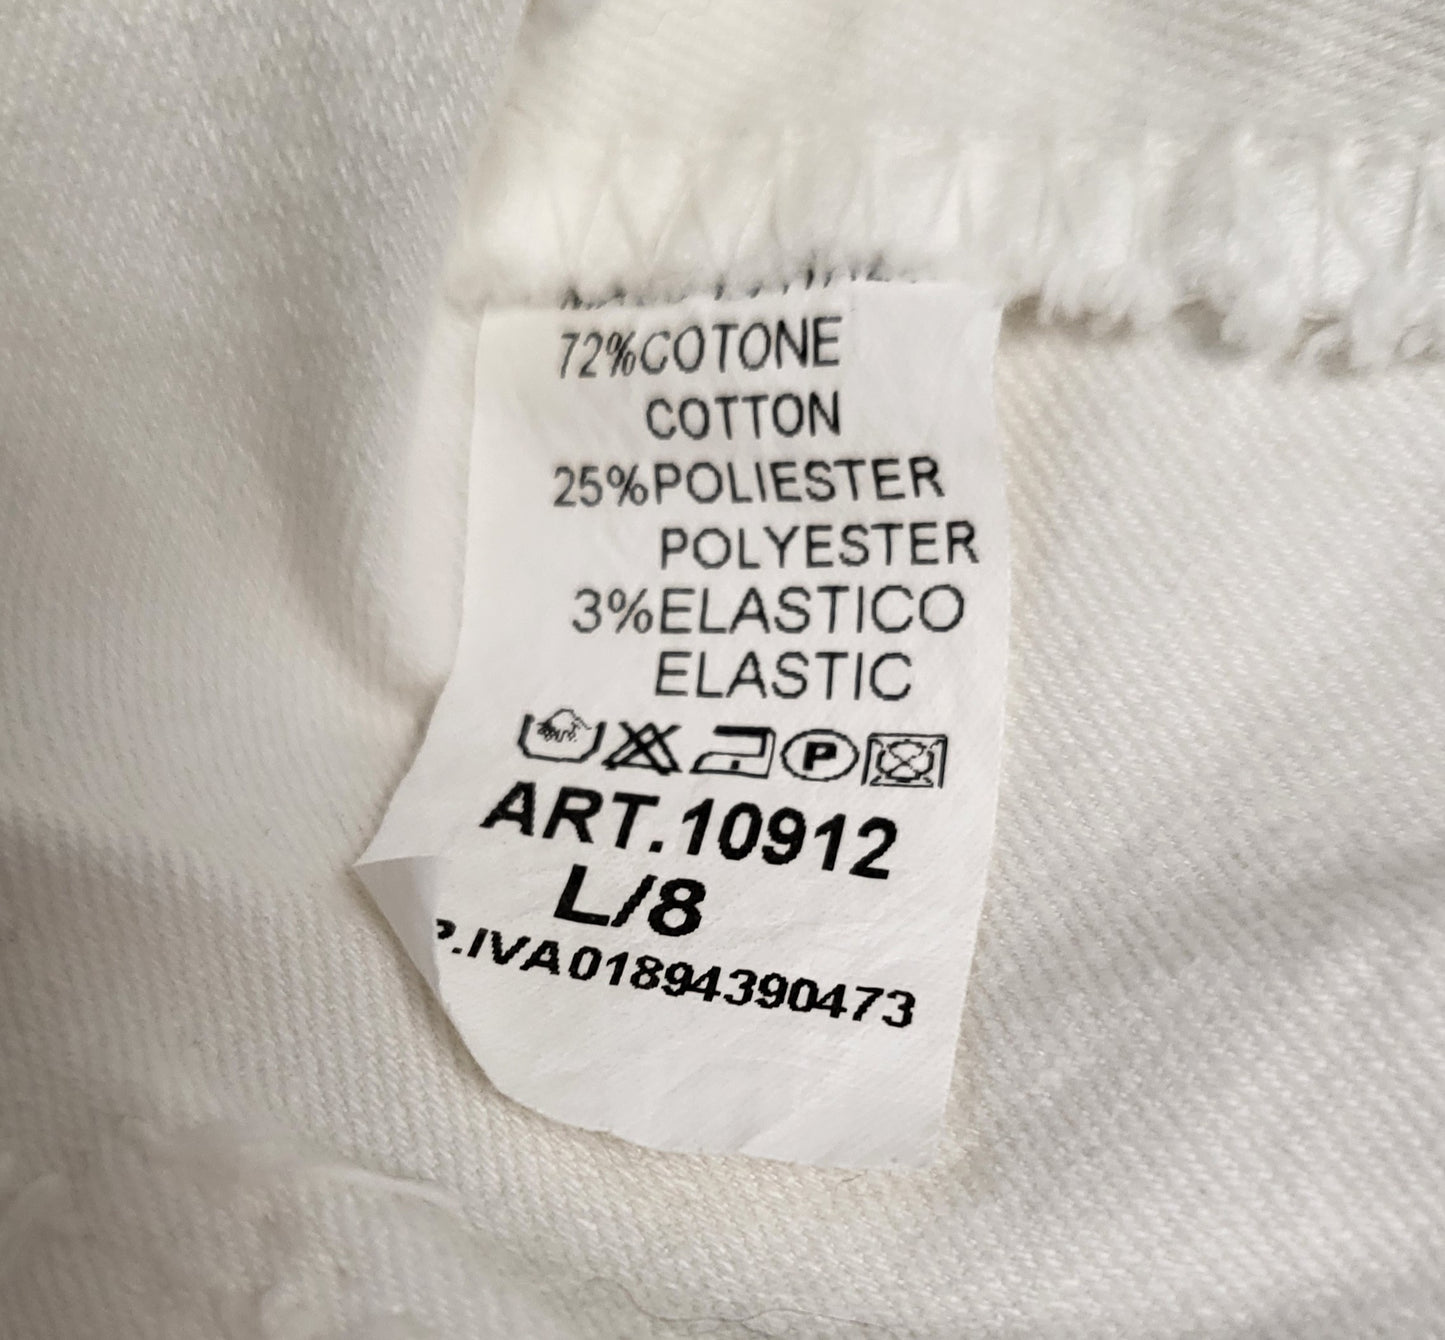 72%COTONE
COTTON
25%POLIESTER
POLYESTER
3%ELASTICO
ELASTIC
P
ART.10912
L/8
P.IVA01894390473